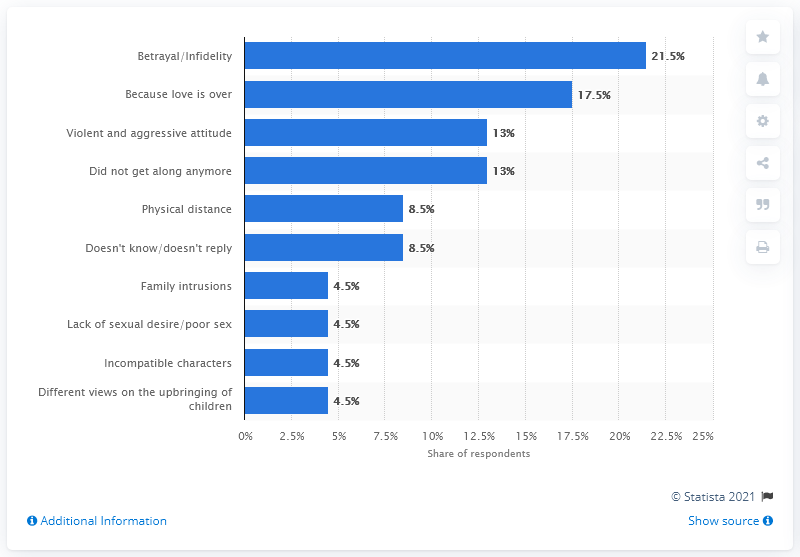 Betrayal/Infidelity 21.5%
Because love is over 17.5%
Violent and aggressive attitude 13%
Did not get along anymore 13%
Physical distance 8.5%
Doesn't know/doesn't reply 8.5%
Family intrusions 4.5%
Lack of sexual desire/poor sex 4.5%
Incompatible characters 4.5%
Different views on the upbringing of
children 4.5%
0% 2.5% 5% 7.5% 10% 12.5% 15% 17.5% 20% 22.5% 25%
Share of respondents
© Statista 2021
Additional Information Show source